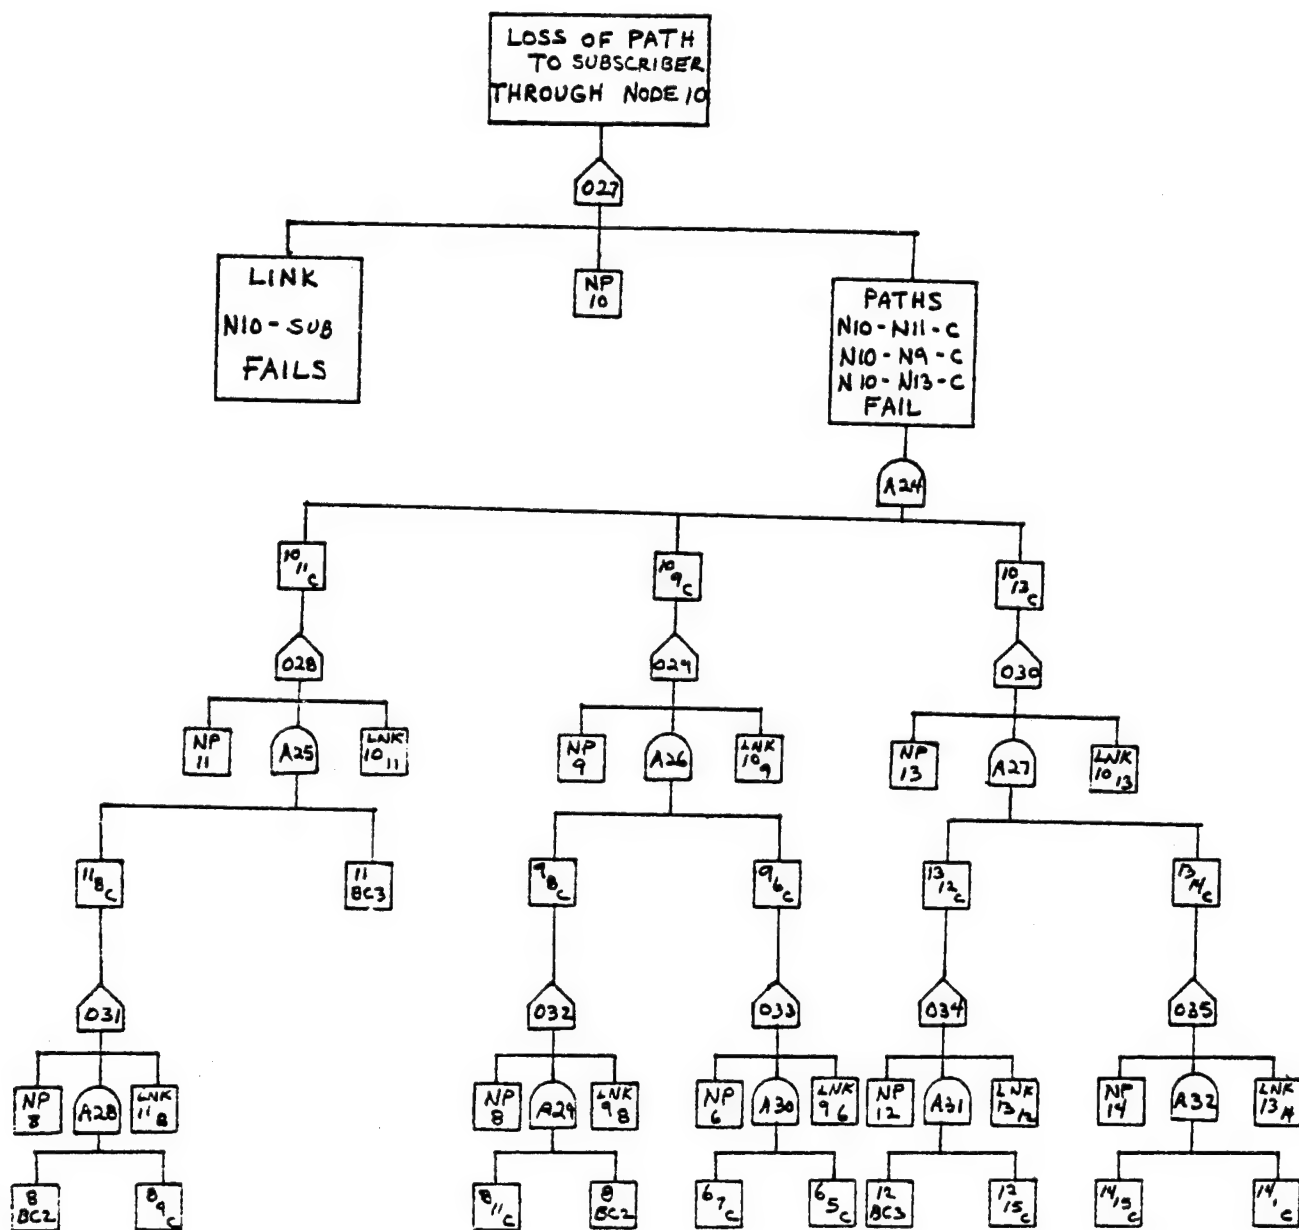 LOSS OF PATH
TO SUBSCRIBER
THROUGH NODE 10
O27
LINK
N10-SUB
FAILS
NP
10
PATHS
N10-N11-C
N10-N9-C
N10-N13-C
FAIL
A24
10 11 C
10 9 C
10 13 C
O28
O29
O30
NP
11
A25
LNK
10 11
NP
9
A26
LNK
10 9
NP
13
A27
LNK
10 13
11 8 C
11
BC3
9 8 C
9 6 C
13 12 C
13 14 C
O31
O32
O33
O34
O35
NP
8
A28
LNK
11 8
NP
8
A29
LNK
9 8
NP
6
A30
LNK
9 6
NP
12
A31
LNK
13 12
NP
14
A32
LNK
13 14
8
BC2
8 9 C
8 11 C
8
BC2
6 7 C
6 5 C
12
BC3
12 15 C
14 15 C
14 1 C